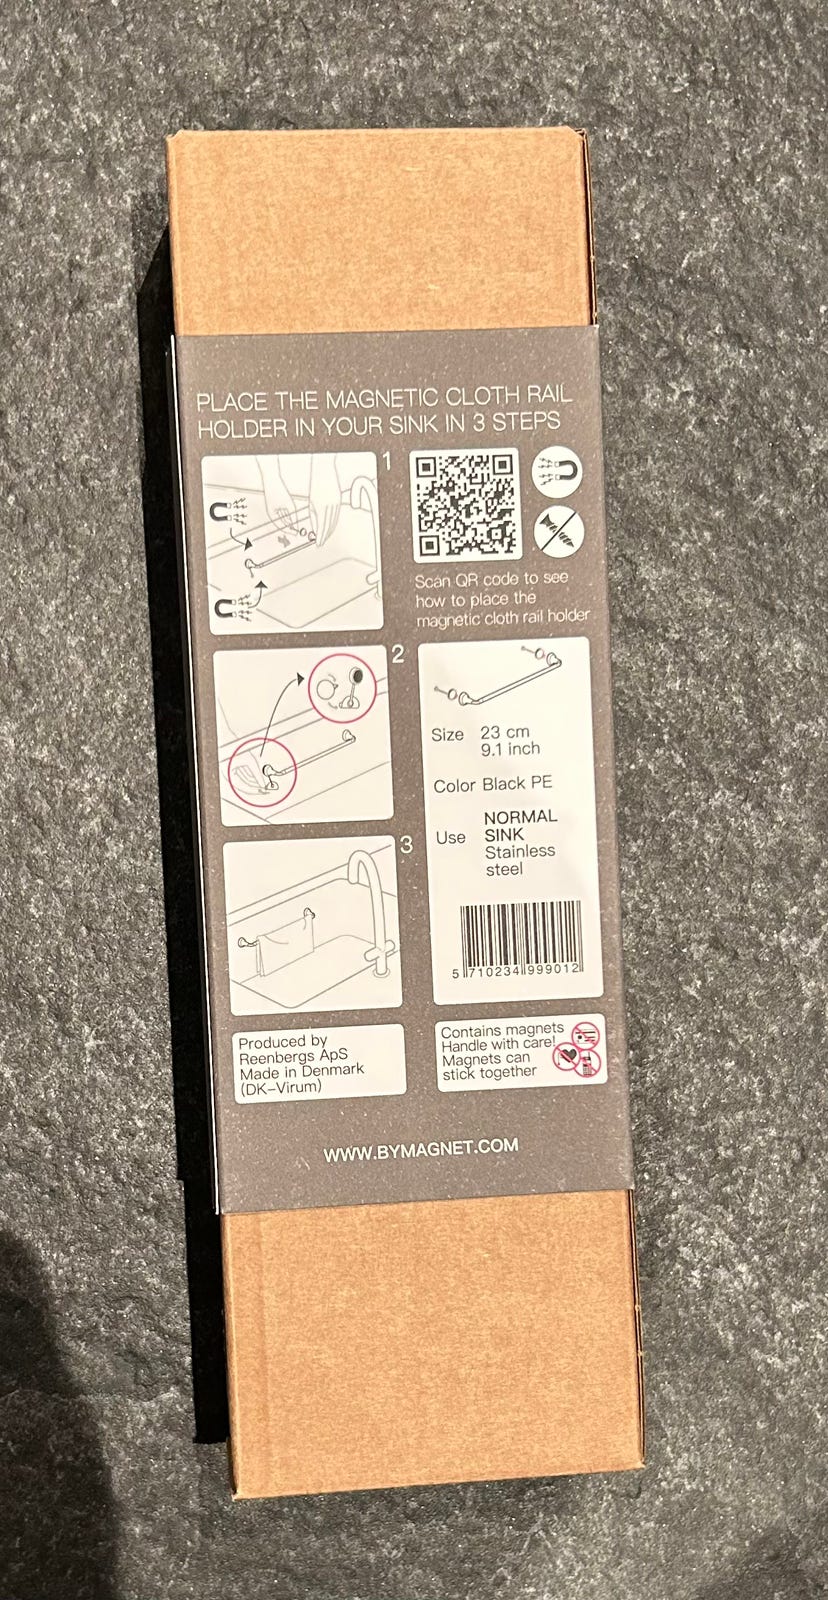 PLACE THE MAGNETIC CLOTH RAIL
HOLDER IN YOUR SINK IN 3 STEPS
1
Scan QR code to see
how to place the
magnetic cloth rail holder
2
Size 23 cm
9.1 inch
Color Black PE
Use NORMAL
SINK
Stainless
steel
3
5 710234 999012
Produced by
Reenbergs ApS
Made in Denmark
(DK-Virum)
Contains magnets
Handle with care!
Magnets can
stick together
WWW.BYMAGNET.COM